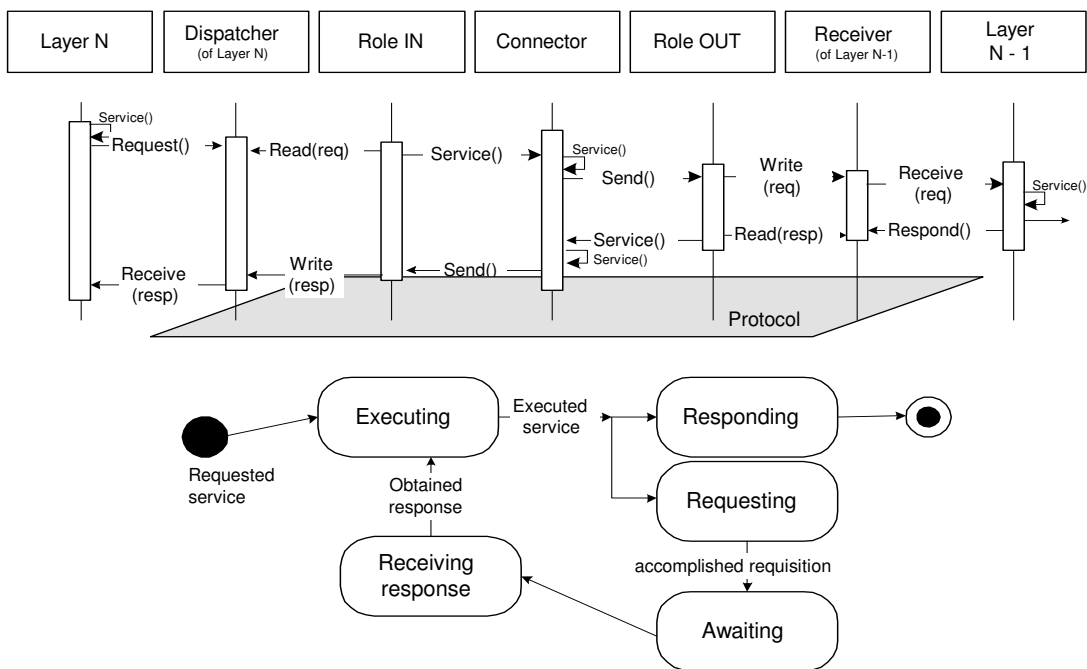 Layer N
Dispatcher
(of Layer N)
Role IN
Connector
Role OUT
Receiver
(of Layer N-1)
Layer
N - 1
Service()
Request()
Read(req)
Service()
Service()
Send()
Write
(req)
Receive
(req)
Service()
Service()
Read(resp)
Respond()
Service()
Receive
(resp)
Write
(resp)
Send()
Protocol
Executing
Executed
service
Responding
Requested
service
Obtained
response
Requesting
Receiving
response
accomplished requisition
Awaiting